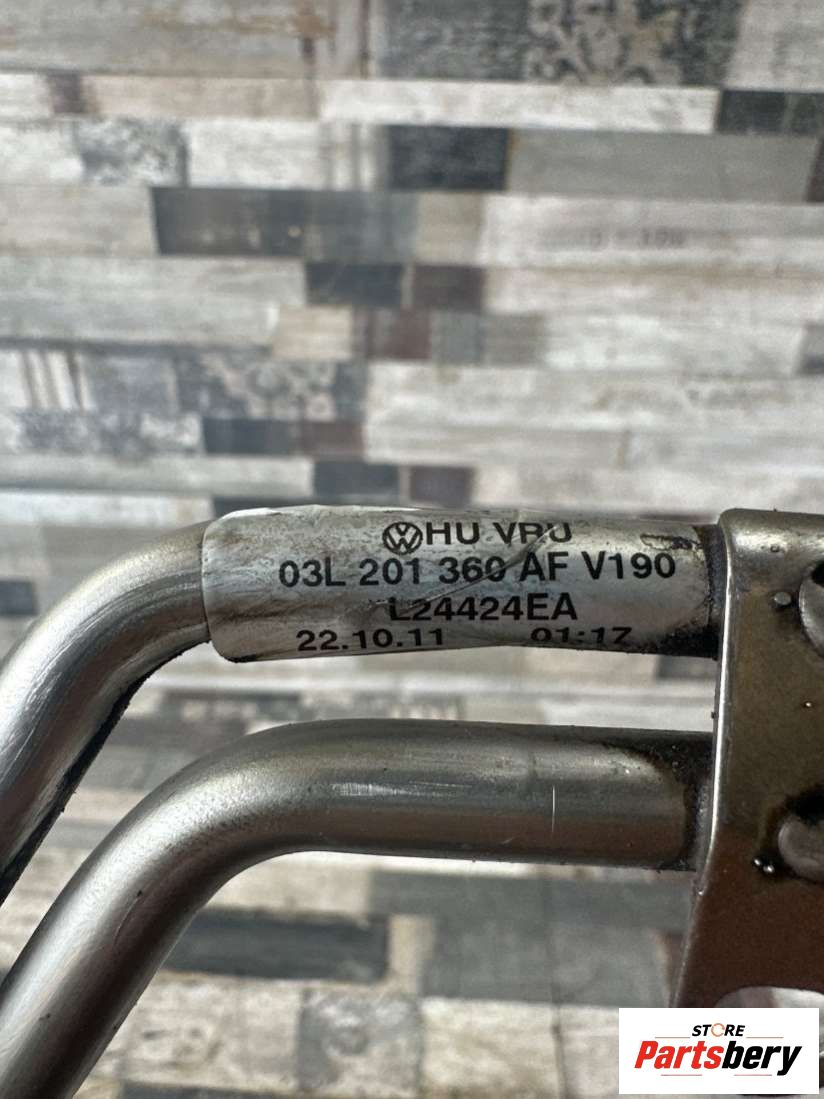 HU VRU
03L 201 360 AF V190
L24424EA
22.10.11 01:17
STORE
Partsbery